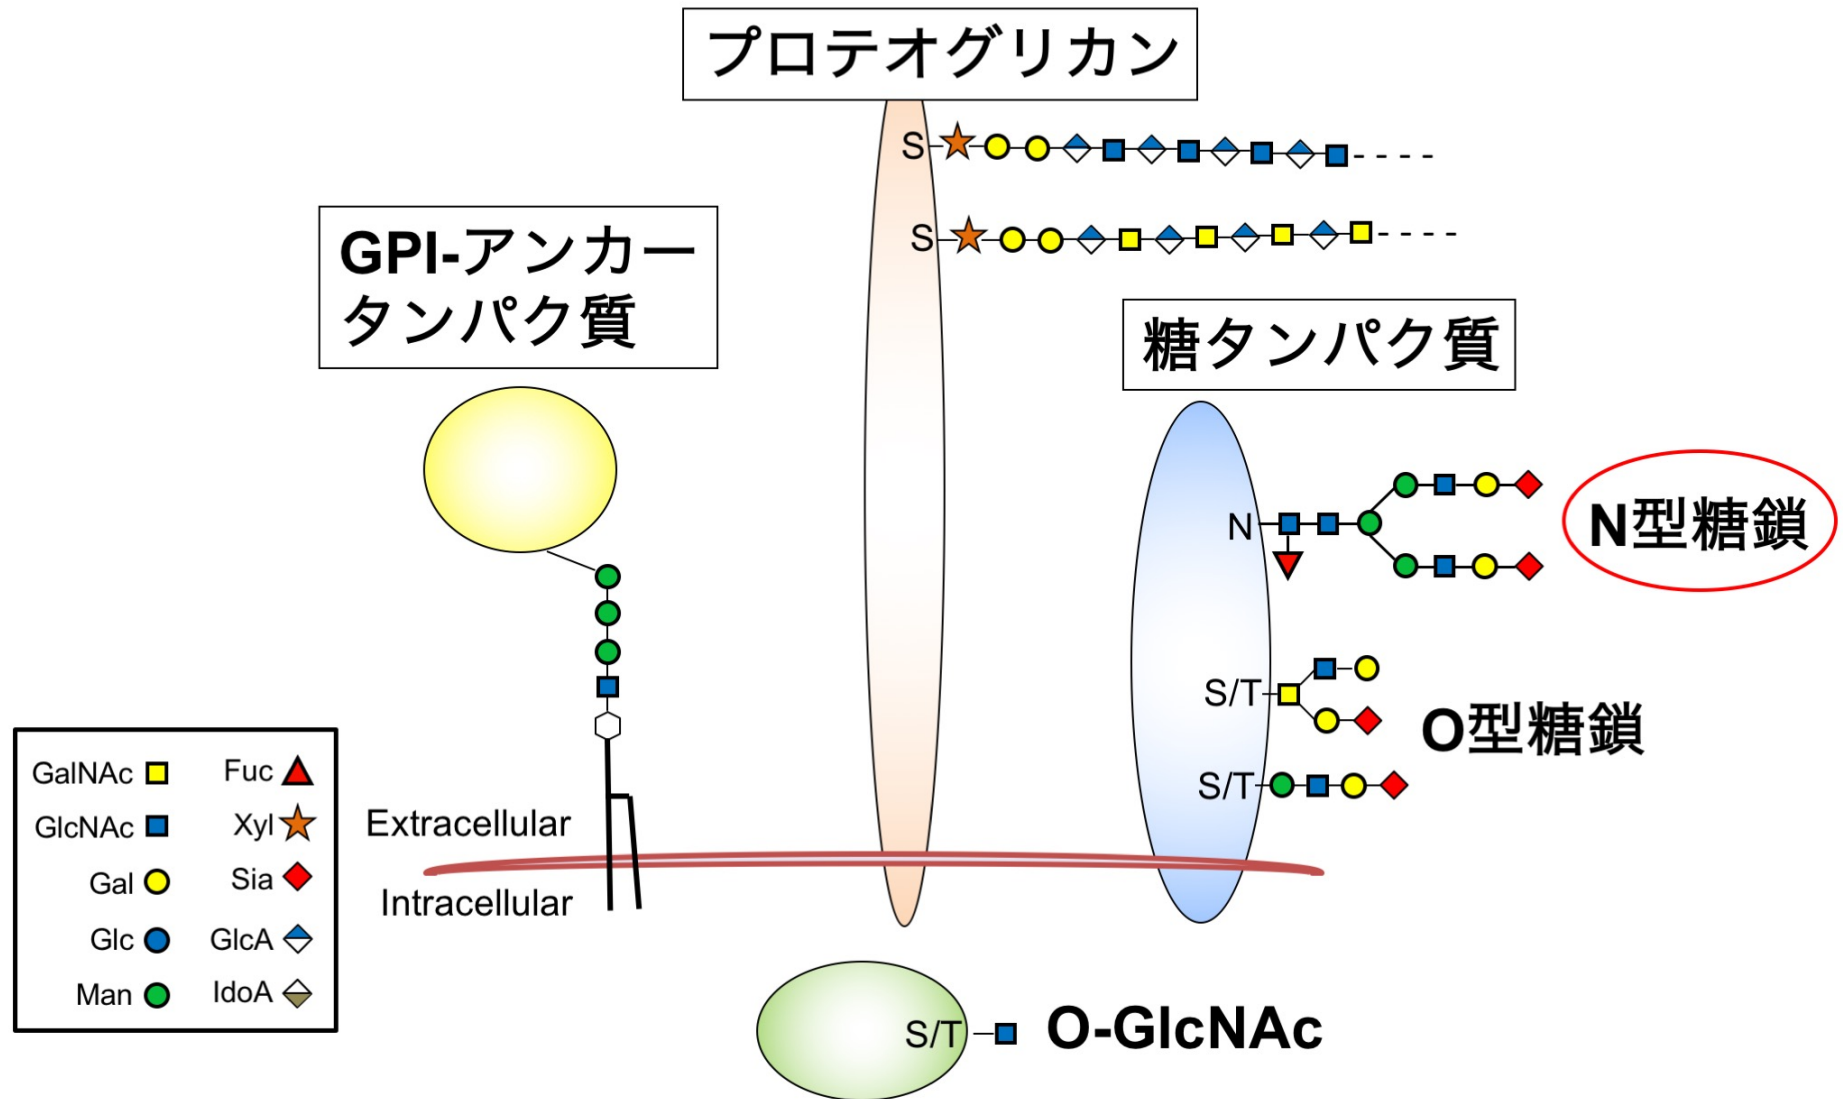 プロテオグリカン
S
S
GPI-アンカー
タンパク質
糖タンパク質
N
N型糖鎖
S/T
O型糖鎖
S/T
GalNAc
Fuc
GlcNAc
Xyl
Gal
Sia
Glc
GlcA
Man
IdoA
Extracellular
Intracellular
S/T
O-GlcNAc